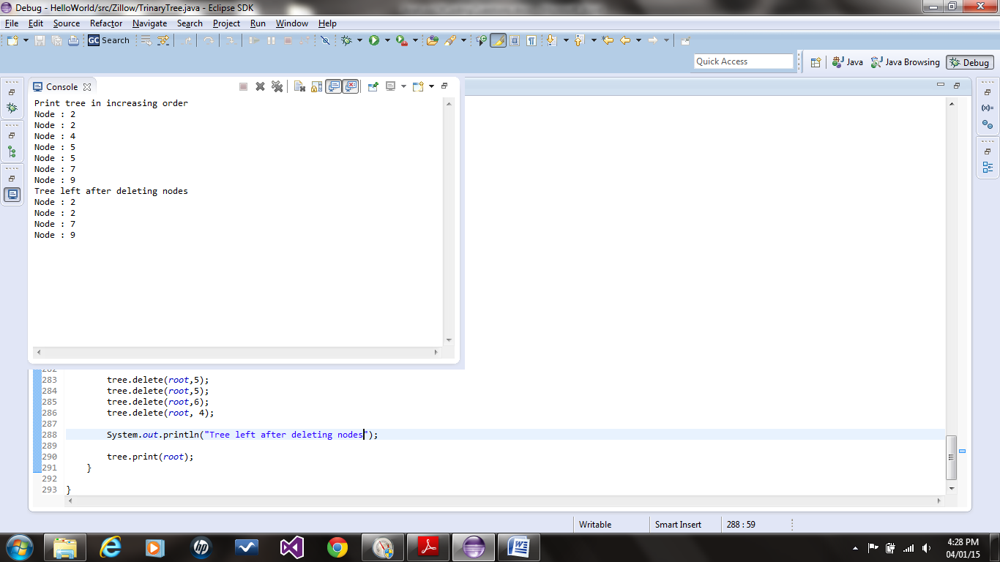 Debug - HelloWorld/src/Zillow/TrinaryTree.java - Eclipse SDK
File Edit Source Refactor Navigate Search Project Run Window Help
GC Search
Quick Access
Java
Java Browsing
Debug
Console
Print tree in increasing order
Node : 2
Node : 2
Node : 4
Node : 5
Node : 5
Node : 7
Node : 9
Tree left after deleting nodes
Node : 2
Node : 2
Node : 7
Node : 9
(x)=
282
283 tree.delete(root,5);
284 tree.delete(root,5);
285 tree.delete(root,6);
286 tree.delete(root, 4);
287
288 System.out.println("Tree left after deleting nodes");
289
290 tree.print(root);
291 }
292
293 }
Writable
Smart Insert
288 : 59
hp
4:28 PM
04/01/15